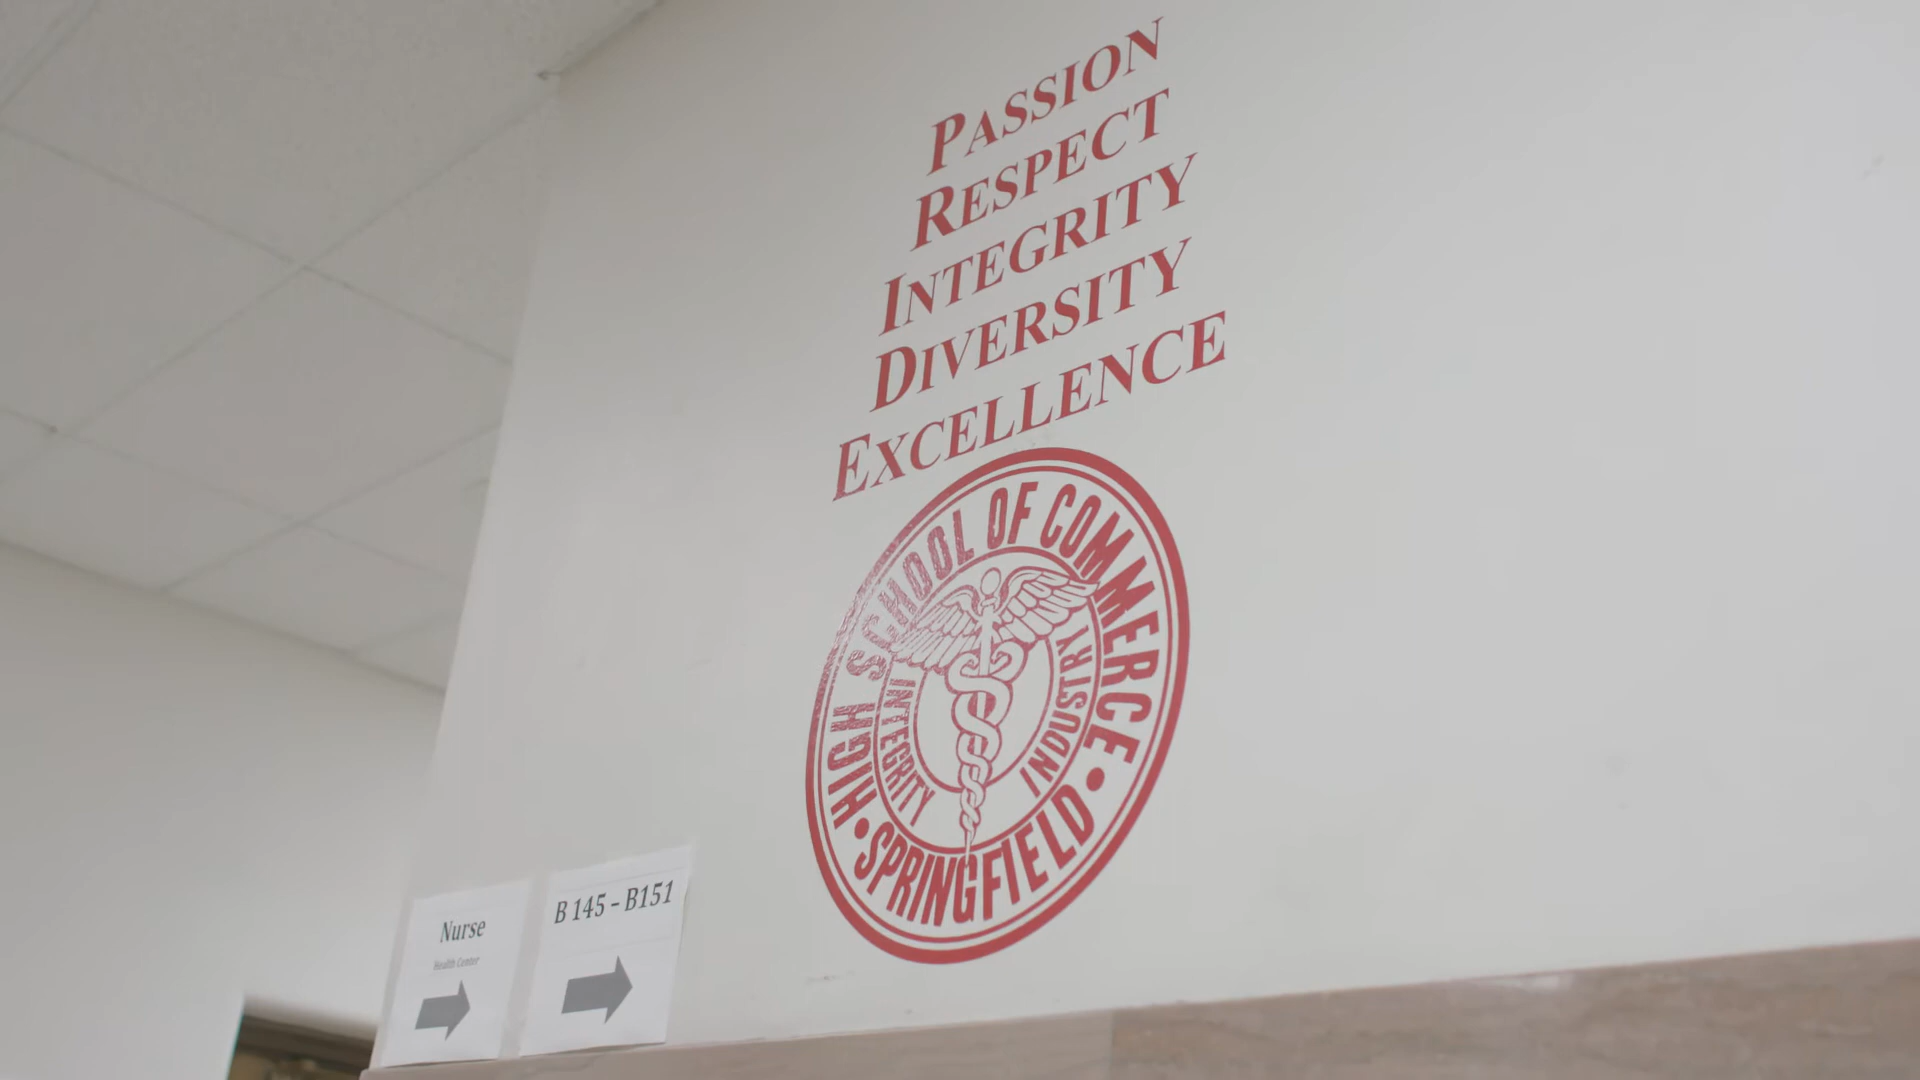 PASSION
RESPECT
INTEGRITY
DIVERSITY
EXCELLENCE
HIGH SCHOOL OF COMMERCE
INTEGRITY
INDUSTRY
• SPRINGFIELD •
Nurse
Health Center
B 145 – B151